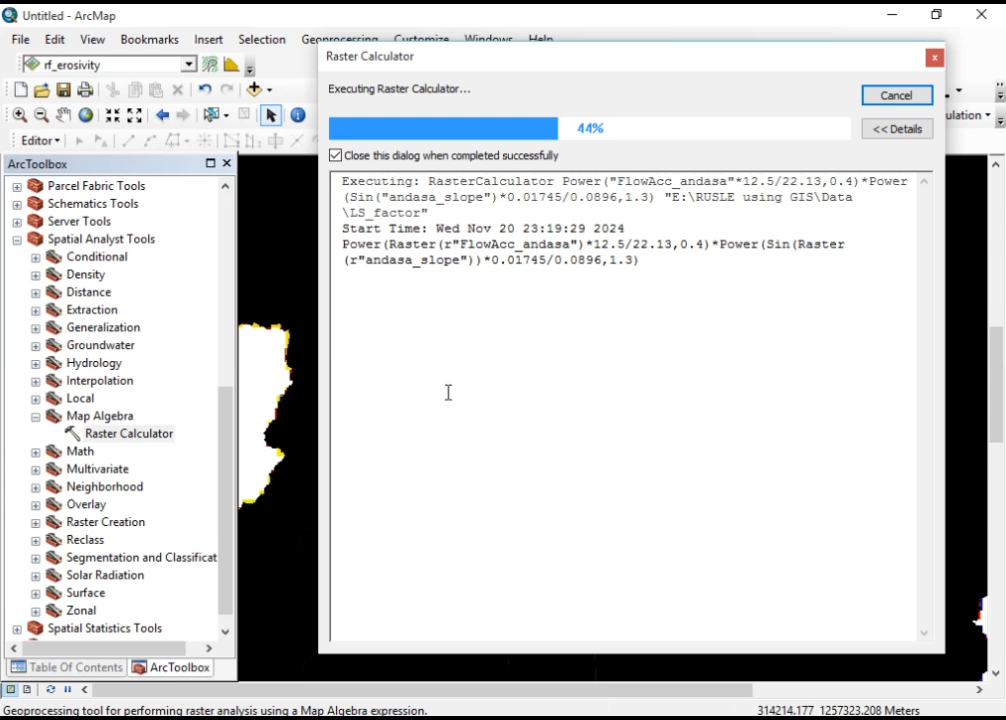 Untitled - ArcMap
File Edit View Bookmarks Insert Selection Geoprocessing Customize Windows Help
rf_erosivity
Editor
ArcToolbox
Parcel Fabric Tools
Schematics Tools
Server Tools
Spatial Analyst Tools
Conditional
Density
Distance
Extraction
Generalization
Groundwater
Hydrology
Interpolation
Local
Map Algebra
Raster Calculator
Math
Multivariate
Neighborhood
Overlay
Raster Creation
Reclass
Segmentation and Classificat
Solar Radiation
Surface
Zonal
Spatial Statistics Tools
Table Of Contents ArcToolbox
Raster Calculator
Executing Raster Calculator...
Cancel
44%
<< Details
Close this dialog when completed successfully
Executing: RasterCalculator Power("FlowAcc_andasa"*12.5/22.13,0.4)*Power
(Sin("andasa_slope")*0.01745/0.0896,1.3) "E:\RUSLE using GIS\Data
\LS_factor"
Start Time: Wed Nov 20 23:19:29 2024
Power(Raster(r"FlowAcc_andasa")*12.5/22.13,0.4)*Power(Sin(Raster
(r"andasa_slope"))*0.01745/0.0896,1.3)
ulation
Geoprocessing tool for performing raster analysis using a Map Algebra expression.
314214.177 1257323.208 Meters